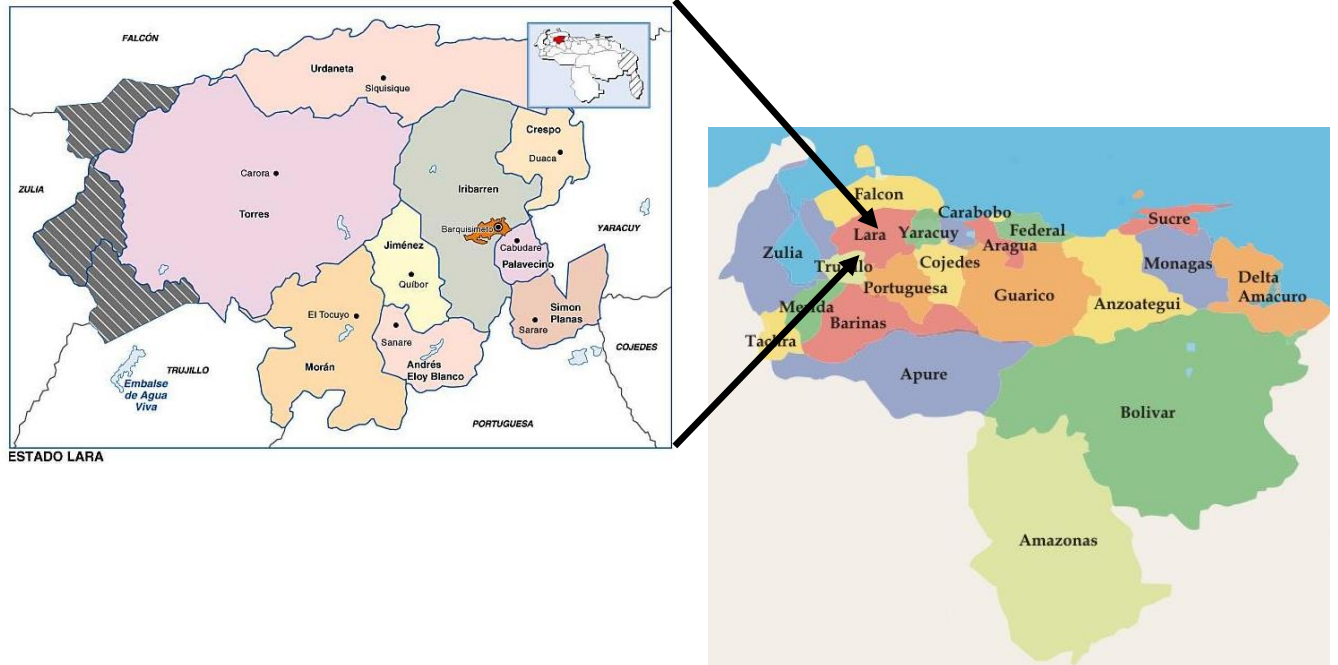 FALCÓN
Urdaneta
Siquisique
Crespo
Duaca
Carora
ZULIA
Iribarren
Torres
Barquisimeto
YARACUY
Jiménez
Cabudare
Palavecino
Quíbor
El Tocuyo
Simon
Planas
Sarare
Sanare
COJEDES
Morán
Andrés
Eloy Blanco
TRUJILLO
Embalse
de Agua
Viva
PORTUGUESA
ESTADO LARA
Falcon
Carabobo
Sucre
Lara
Yaracuy
Federal
Aragua
Zulia
Trujillo
Cojedes
Monagas
Portuguesa
Guarico
Delta
Amacuro
Merida
Anzoategui
Barinas
Tachra
Apure
Bolivar
Amazonas